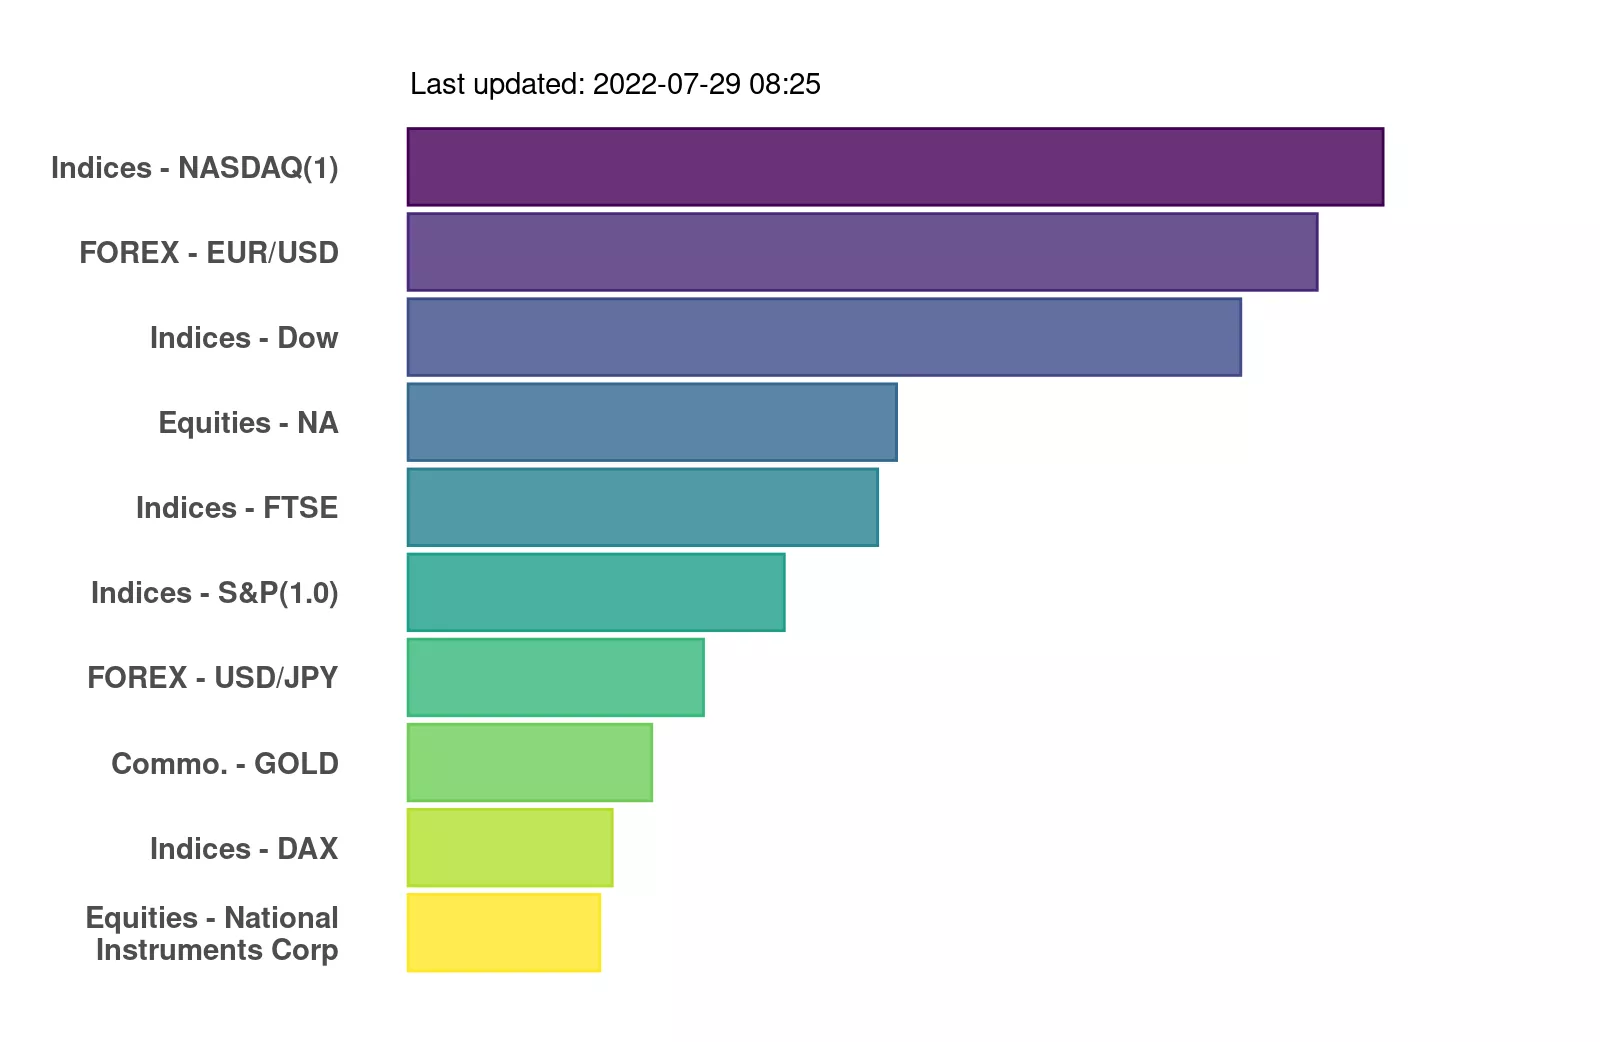 Last updated: 2022-07-29 08:25
Indices - NASDAQ(1)
FOREX - EUR/USD
Indices - Dow
Equities - NA
Indices - FTSE
Indices - S&P(1.0)
FOREX - USD/JPY
Commo. - GOLD
Indices - DAX
Equities - National
Instruments Corp